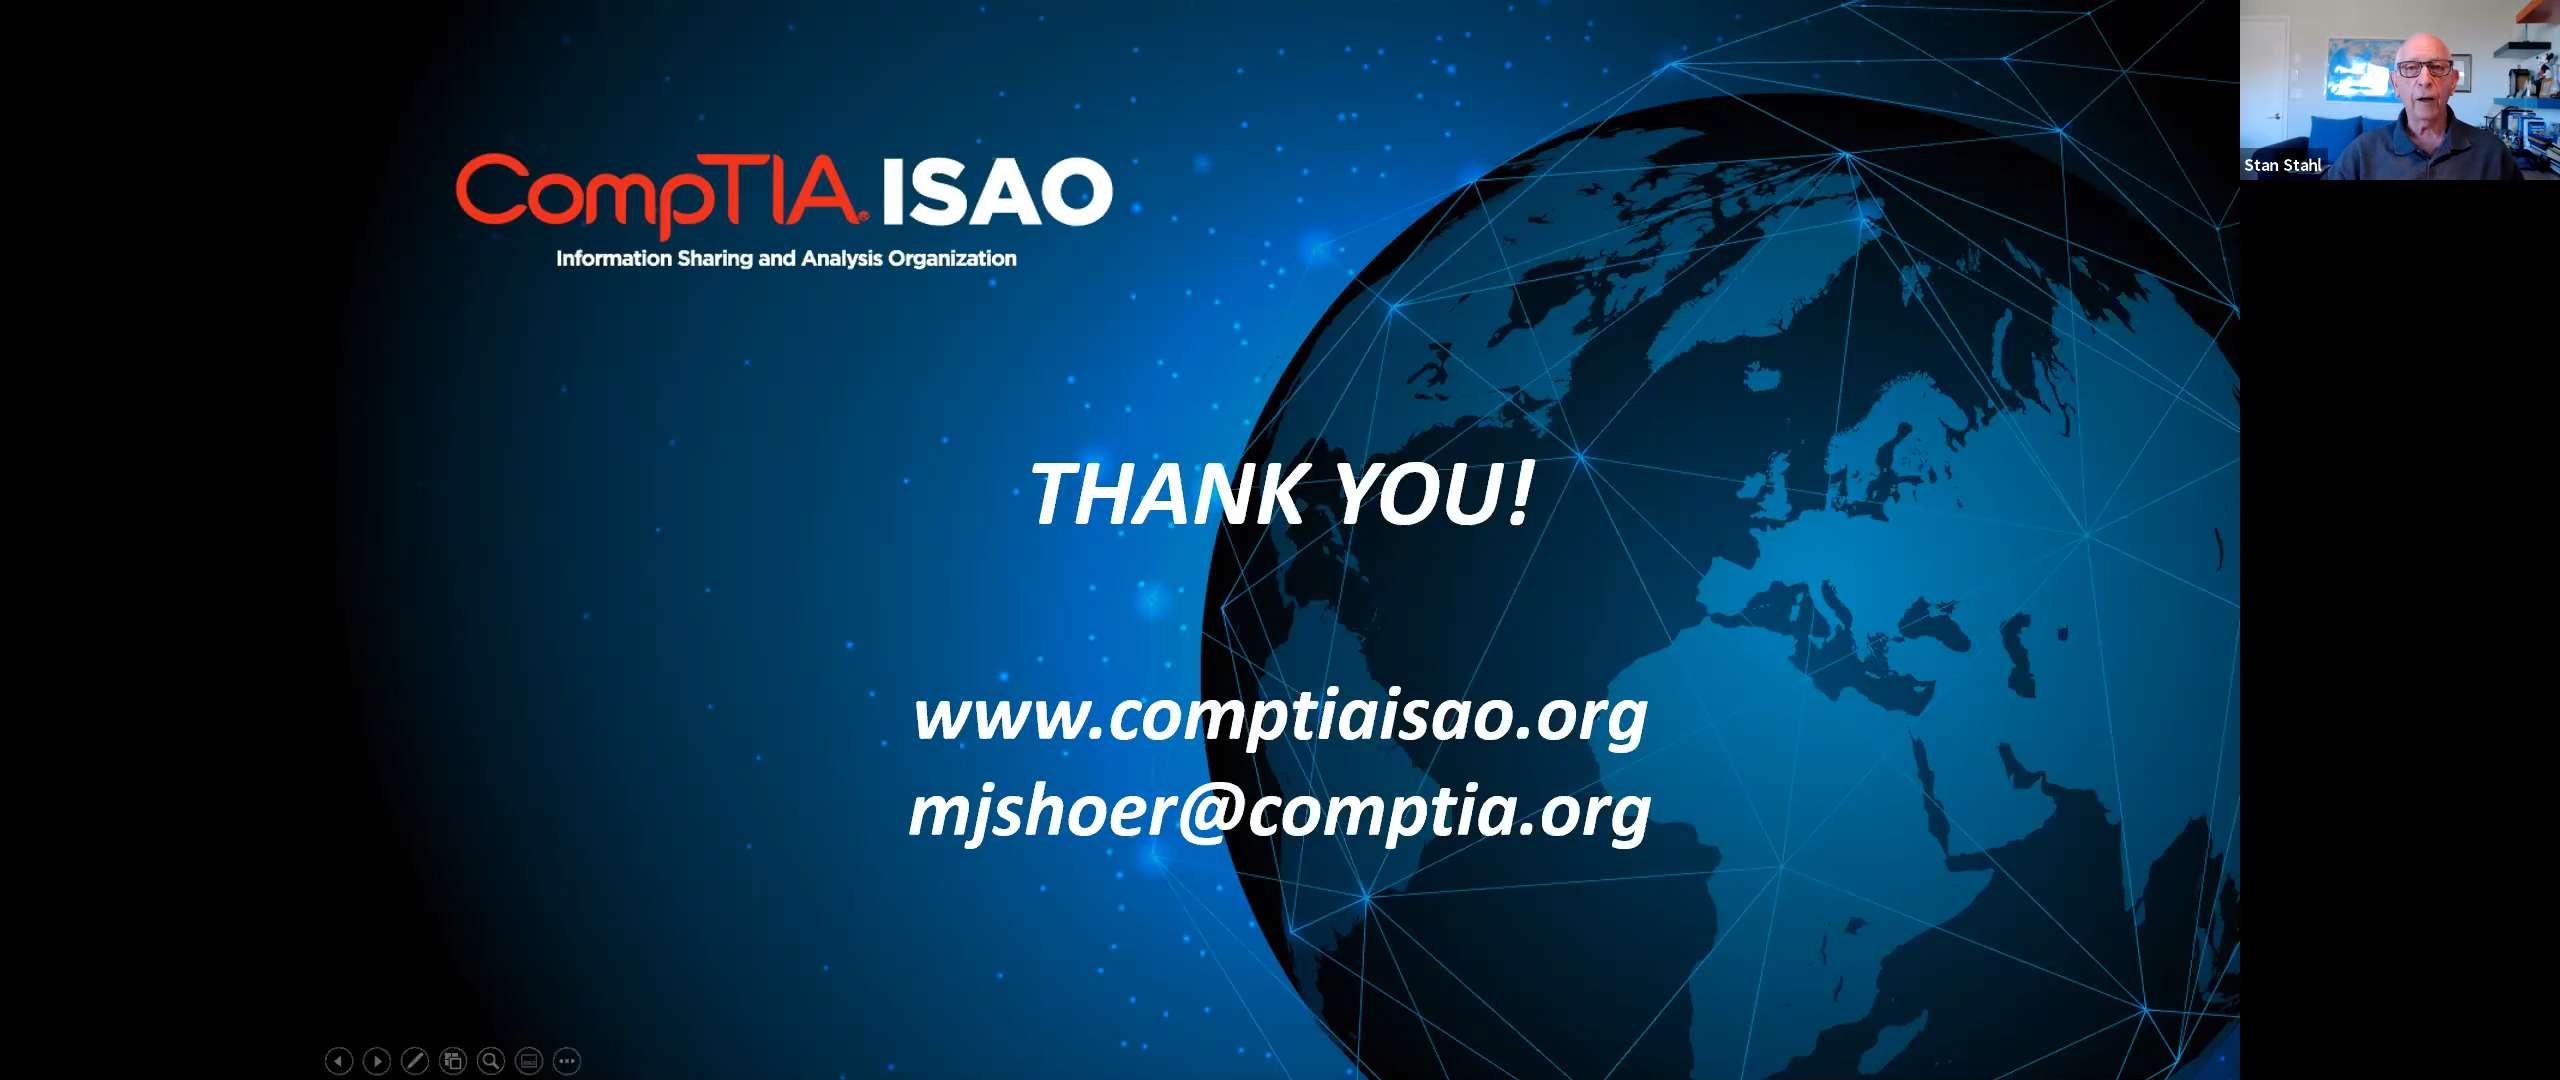 CompTIA® ISAO
Information Sharing and Analysis Organization
Stan Stahl
THANK YOU!
www.comptiaisao.org
mjshoer@comptia.org